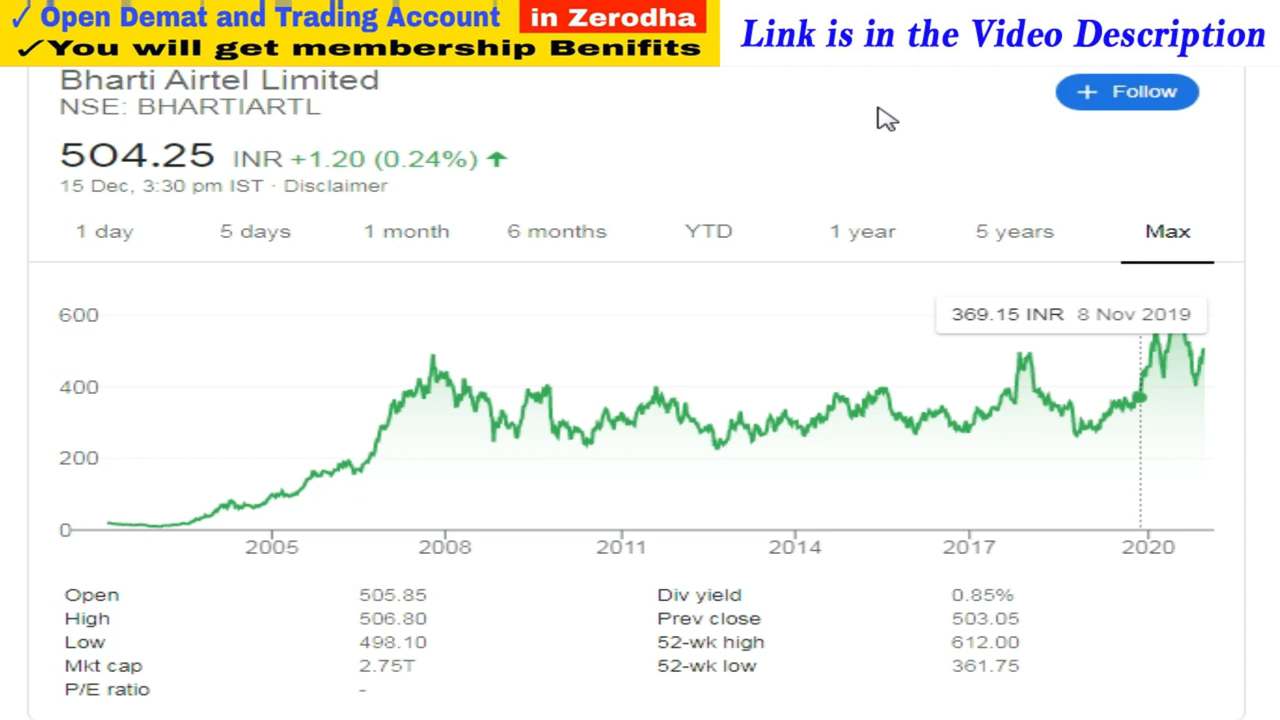 ✓ Open Demat and Trading Account in Zerodha
✓You will get membership Benifits
Link is in the Video Description
Bharti Airtel Limited
NSE: BHARTIARTL
+ Follow
504.25 INR +1.20 (0.24%) ↑
15 Dec, 3:30 pm IST · Disclaimer
1 day 5 days 1 month 6 months YTD 1 year 5 years Max
369.15 INR 8 Nov 2019
600
400
200
0
2005 2008 2011 2014 2017 2020
Open 505.85 Div yield 0.85%
High 506.80 Prev close 503.05
Low 498.10 52-wk high 612.00
Mkt cap 2.75T 52-wk low 361.75
P/E ratio -